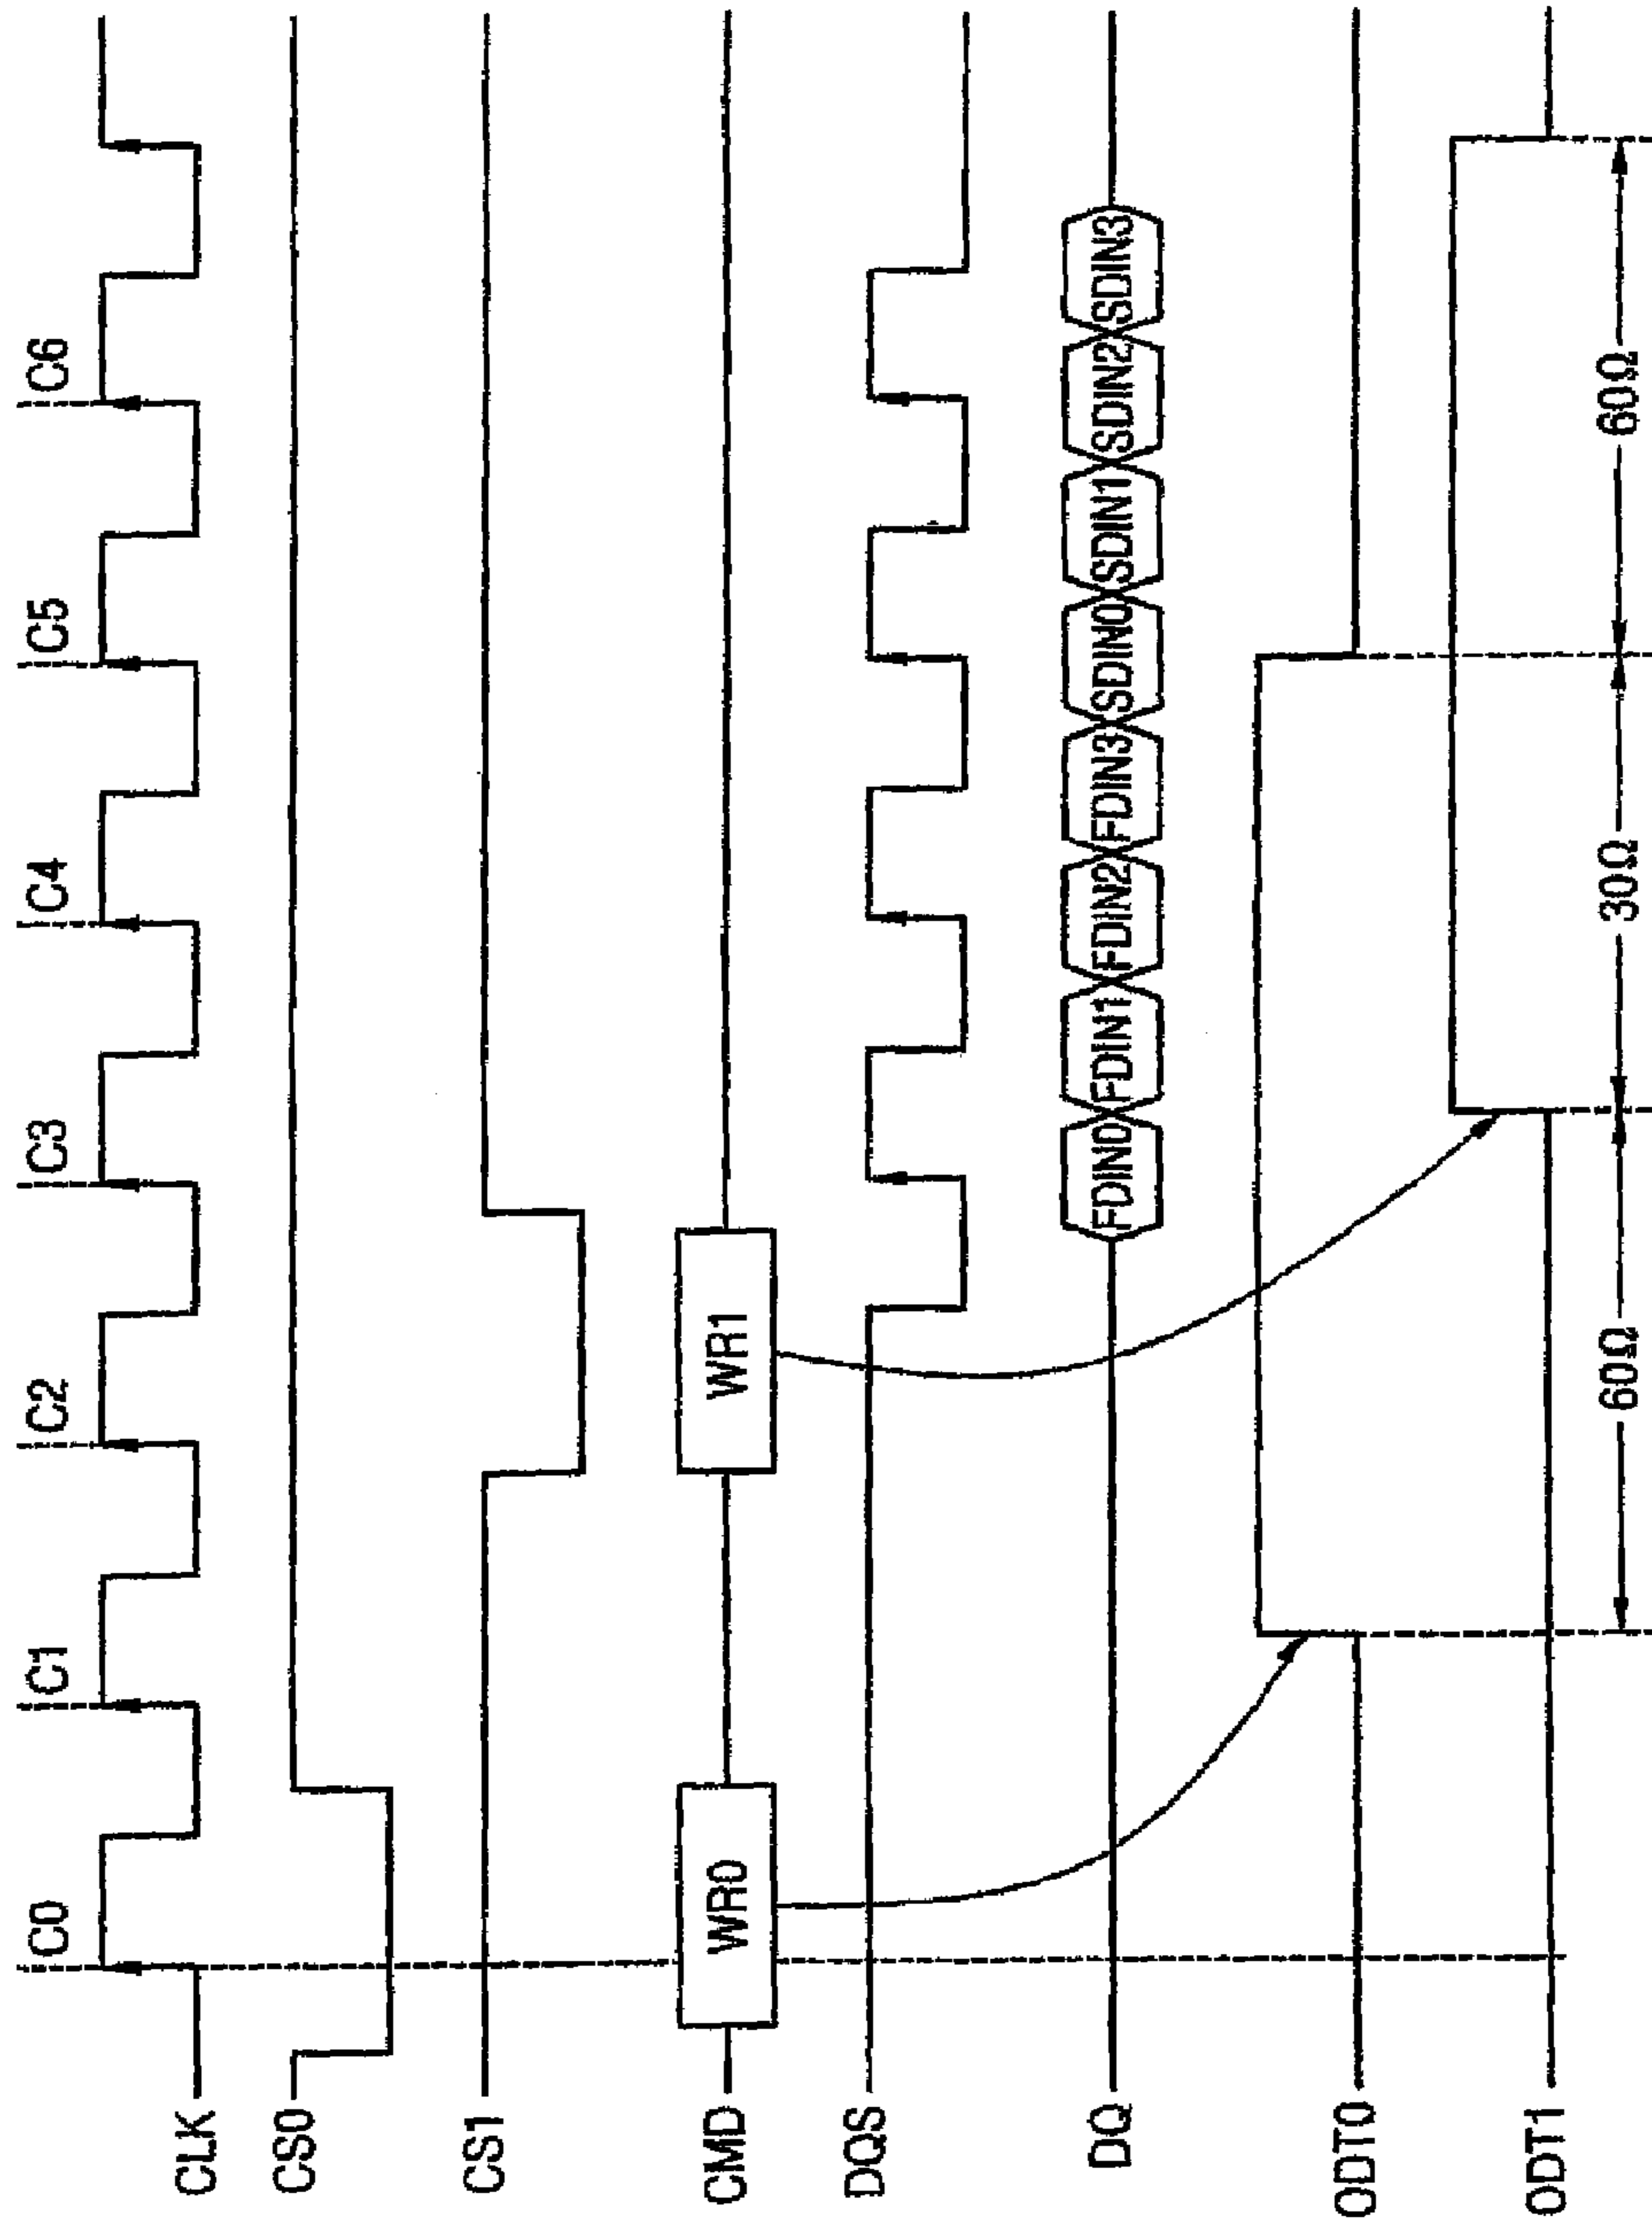 C0 C1 C2 C3 C4 C5 C6
CLK
CS0
CS1
CMD WR0 WR1
DQS
DQ FDIN0 FDIN1 FDIN2 FDIN3 SDIN0 SDIN1 SDIN2 SDIN3
ODT0
ODT1
60Ω 30Ω 60Ω